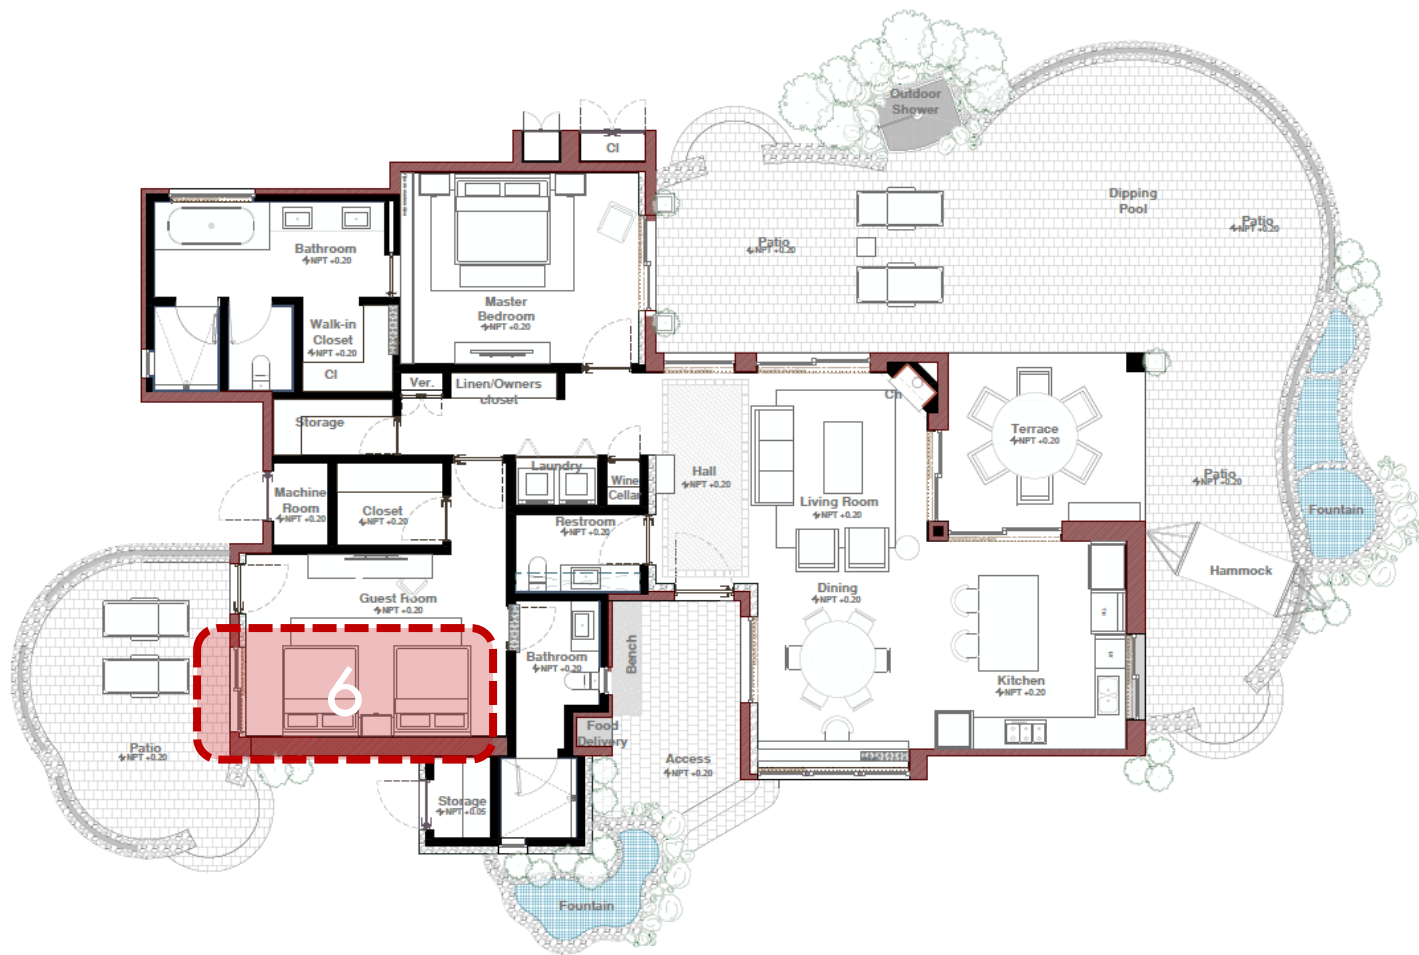 Outdoor
Shower
Cl
Dipping
Pool
Patio
NPT +0.20
Patio
NPT +0.20
Bathroom
NPT +0.20
Master
Bedroom
NPT +0.20
Walk-in
Closet
NPT +0.20
Cl
Ver.
Linen/Owners
closet
Ch
Storage
Terrace
NPT +0.20
Laundry
Hall
NPT +0.20
Wine
Cellar
Patio
NPT +0.20
Machine
Room
NPT +0.20
Closet
NPT +0.20
Living Room
NPT +0.20
Restroom
NPT +0.20
Fountain
Hammock
Guest Room
NPT +0.20
Dining
NPT +0.20
Bench
Bathroom
NPT +0.20
Kitchen
NPT +0.20
6
Food
Delivery
Patio
NPT +0.20
Access
NPT +0.20
Storage
NPT +0.05
Fountain